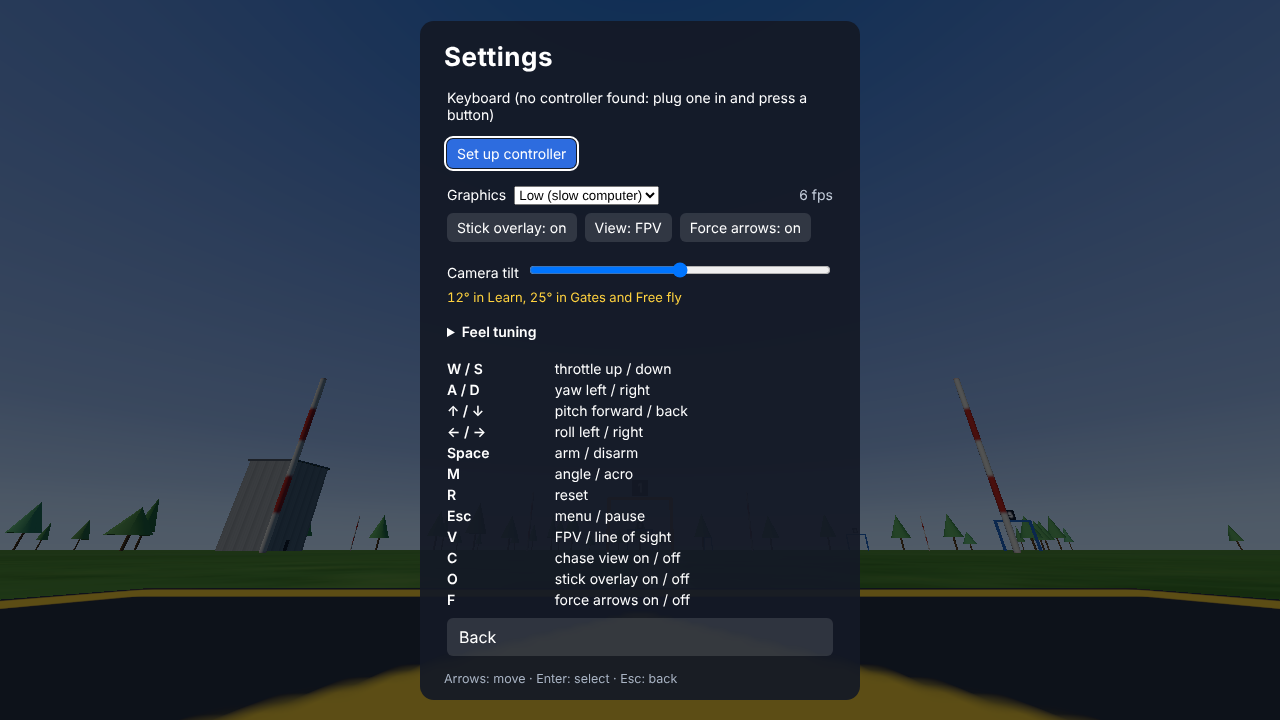 Settings
Keyboard (no controller found: plug one in and press a
button)
Set up controller
Graphics Low (slow computer) 6 fps
Stick overlay: on View: FPV Force arrows: on
Camera tilt
12° in Learn, 25° in Gates and Free fly
▶ Feel tuning
W / S throttle up / down
A / D yaw left / right
↑ / ↓ pitch forward / back
← / → roll left / right
Space arm / disarm
M angle / acro
R reset
Esc menu / pause
V FPV / line of sight
C chase view on / off
O stick overlay on / off
F force arrows on / off
Back
Arrows: move · Enter: select · Esc: back